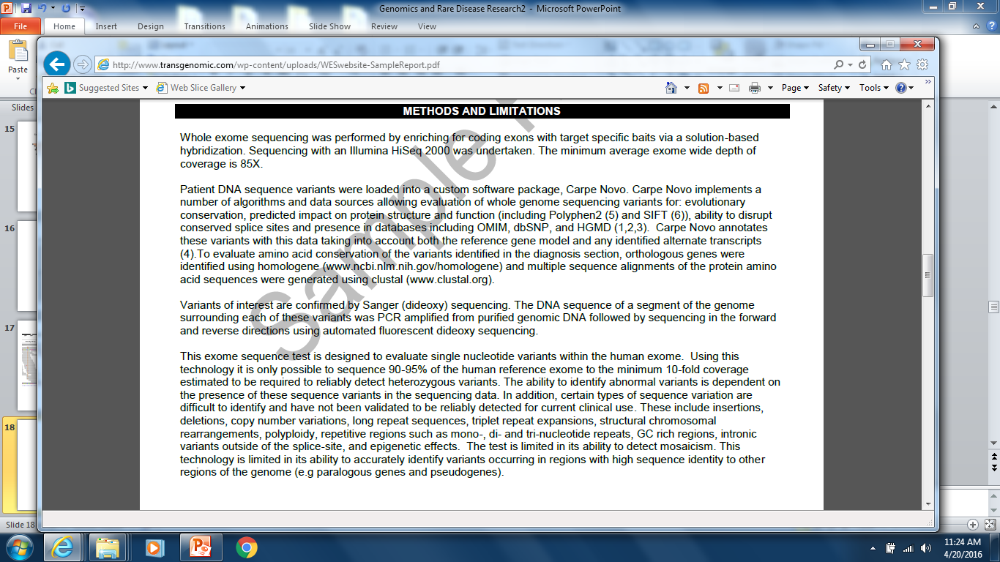 Genomics and Rare Disease Research2 - Microsoft PowerPoint
File Home Insert Design Transitions Animations Slide Show Review View
Paste
http://www.transgenomic.com/wp-content/uploads/WESwebsite-SampleReport.pdf
Suggested Sites Web Slice Gallery Page Safety Tools
Slides
15
16
17
18
METHODS AND LIMITATIONS
Whole exome sequencing was performed by enriching for coding exons with target specific baits via a solution-based
hybridization. Sequencing with an Illumina HiSeq 2000 was undertaken. The minimum average exome wide depth of
coverage is 85X.
Patient DNA sequence variants were loaded into a custom software package, Carpe Novo. Carpe Novo implements a
number of algorithms and data sources allowing evaluation of whole genome sequencing variants for: evolutionary
conservation, predicted impact on protein structure and function (including Polyphen2 (5) and SIFT (6)), ability to disrupt
conserved splice sites and presence in databases including OMIM, dbSNP, and HGMD (1,2,3). Carpe Novo annotates
these variants with this data taking into account both the reference gene model and any identified alternate transcripts
(4).To evaluate amino acid conservation of the variants identified in the diagnosis section, orthologous genes were
identified using homologene (www.ncbi.nlm.nih.gov/homologene) and multiple sequence alignments of the protein amino
acid sequences were generated using clustal (www.clustal.org).
Variants of interest are confirmed by Sanger (dideoxy) sequencing. The DNA sequence of a segment of the genome
surrounding each of these variants was PCR amplified from purified genomic DNA followed by sequencing in the forward
and reverse directions using automated fluorescent dideoxy sequencing.
This exome sequence test is designed to evaluate single nucleotide variants within the human exome. Using this
technology it is only possible to sequence 90-95% of the human reference exome to the minimum 10-fold coverage
estimated to be required to reliably detect heterozygous variants. The ability to identify abnormal variants is dependent on
the presence of these sequence variants in the sequencing data. In addition, certain types of sequence variation are
difficult to identify and have not been validated to be reliably detected for current clinical use. These include insertions,
deletions, copy number variations, long repeat sequences, triplet repeat expansions, structural chromosomal
rearrangements, polyploidy, repetitive regions such as mono-, di- and tri-nucleotide repeats, GC rich regions, intronic
variants outside of the splice-site, and epigenetic effects. The test is limited in its ability to detect mosaicism. This
technology is limited in its ability to accurately identify variants occurring in regions with high sequence identity to other
regions of the genome (e.g paralogous genes and pseudogenes).
Sample
Slide 18
11:24 AM
4/20/2016